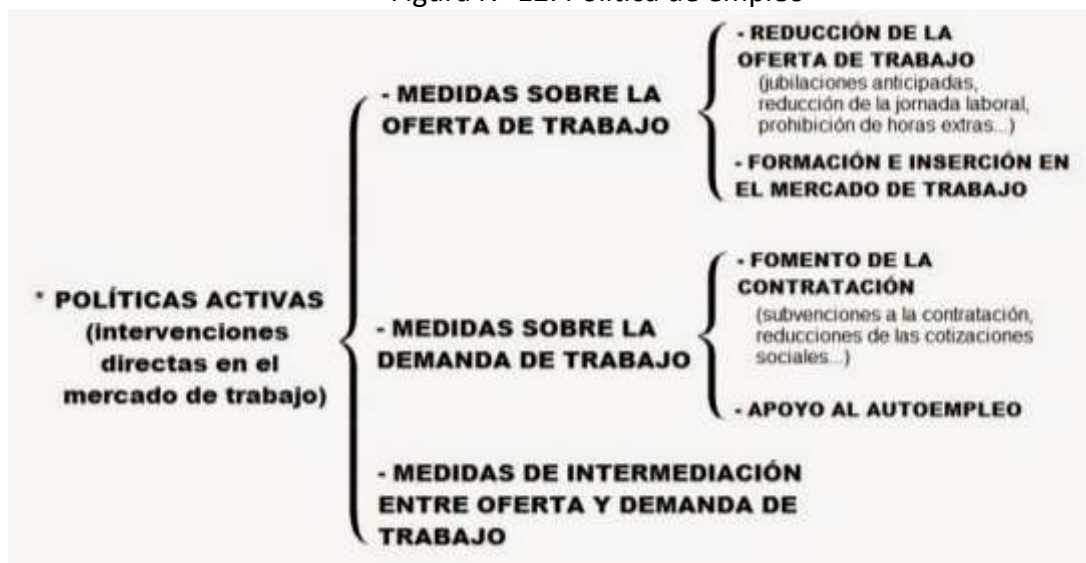 - REDUCCIÓN DE LA
OFERTA DE TRABAJO
(jubilaciones anticipadas,
reducción de la jornada laboral,
prohibición de horas extras...)
- FORMACIÓN E INSERCIÓN EN
EL MERCADO DE TRABAJO
- MEDIDAS SOBRE LA
OFERTA DE TRABAJO
* POLÍTICAS ACTIVAS
(intervenciones
directas en el
mercado de trabajo)
- MEDIDAS SOBRE LA
DEMANDA DE TRABAJO
- FOMENTO DE LA
CONTRATACIÓN
(subvenciones a la contratación,
reducciones de las cotizaciones
sociales...)
- APOYO AL AUTOEMPLEO
- MEDIDAS DE INTERMEDIACIÓN
ENTRE OFERTA Y DEMANDA DE
TRABAJO